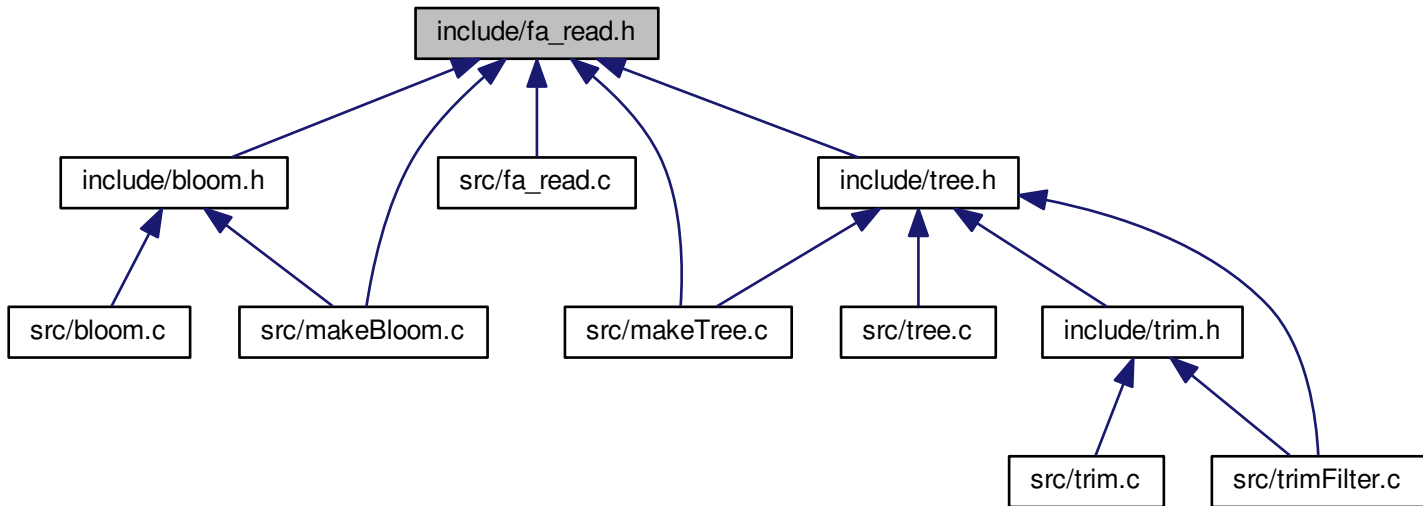 include/fa_read.h
include/bloom.h
src/fa_read.c
include/tree.h
src/bloom.c
src/makeBloom.c
src/makeTree.c
src/tree.c
include/trim.h
src/trim.c
src/trimFilter.c